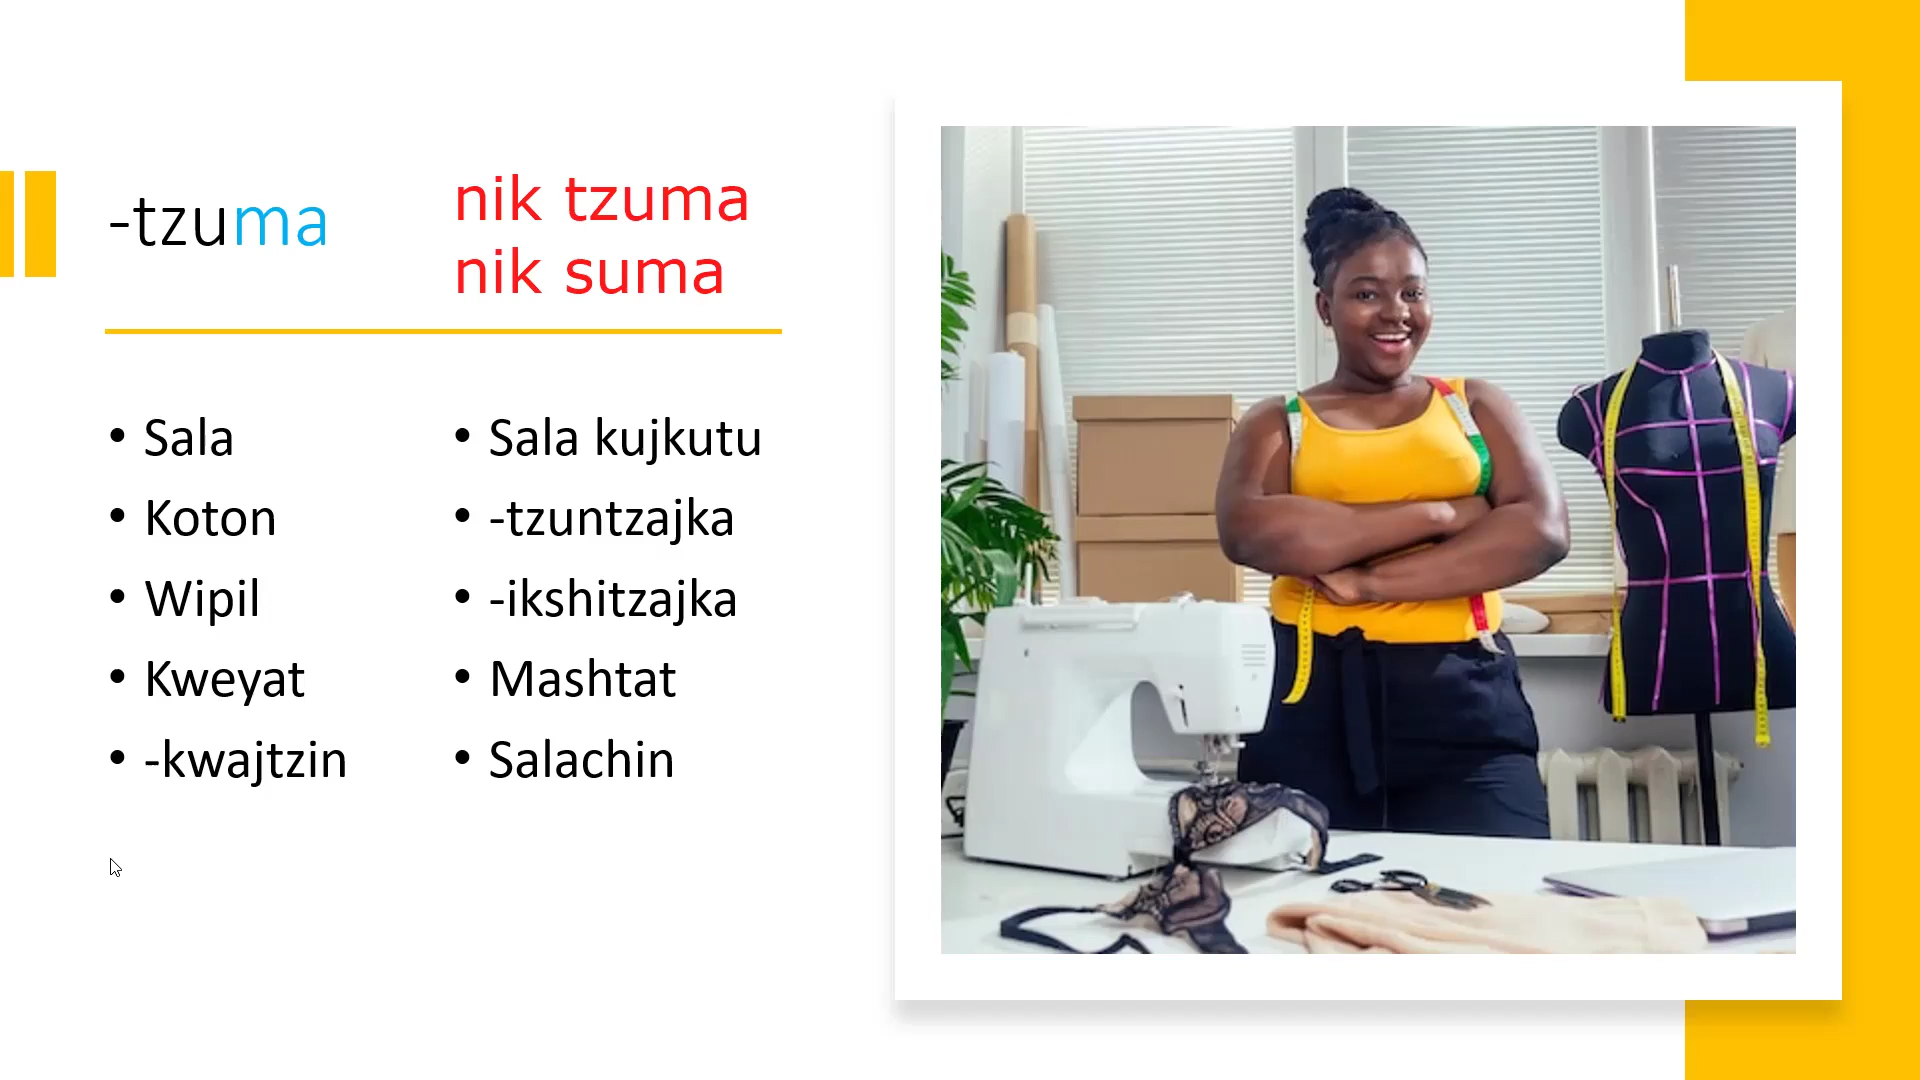 -tzuma
nik tzuma
nik suma
• Sala
• Koton
• Wipil
• Kweyat
• -kwajtzin
• Sala kujkutu
• -tzuntzajka
• -ikshitzajka
• Mashtat
• Salachin